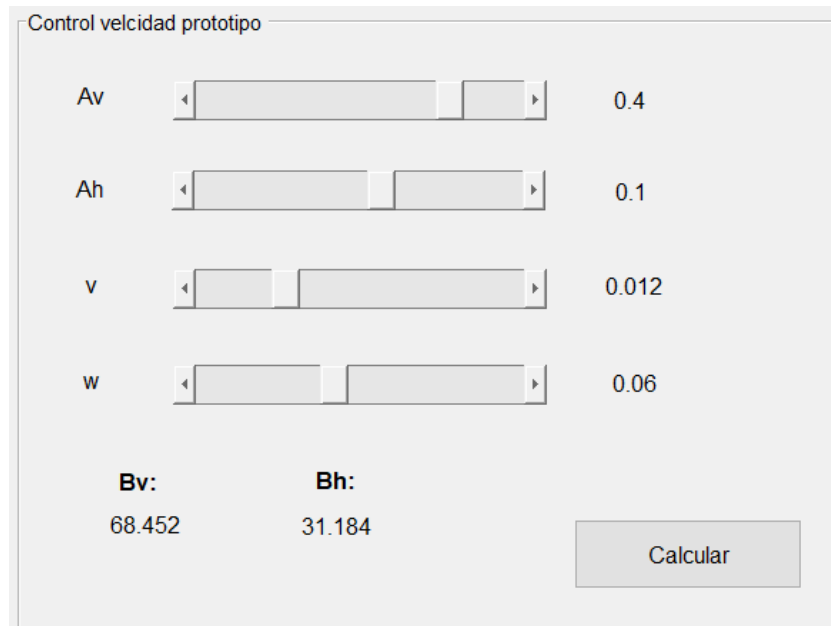 Control velcidad prototipo
Av 0.4
Ah 0.1
v 0.012
w 0.06
Bv: Bh:
68.452 31.184
Calcular